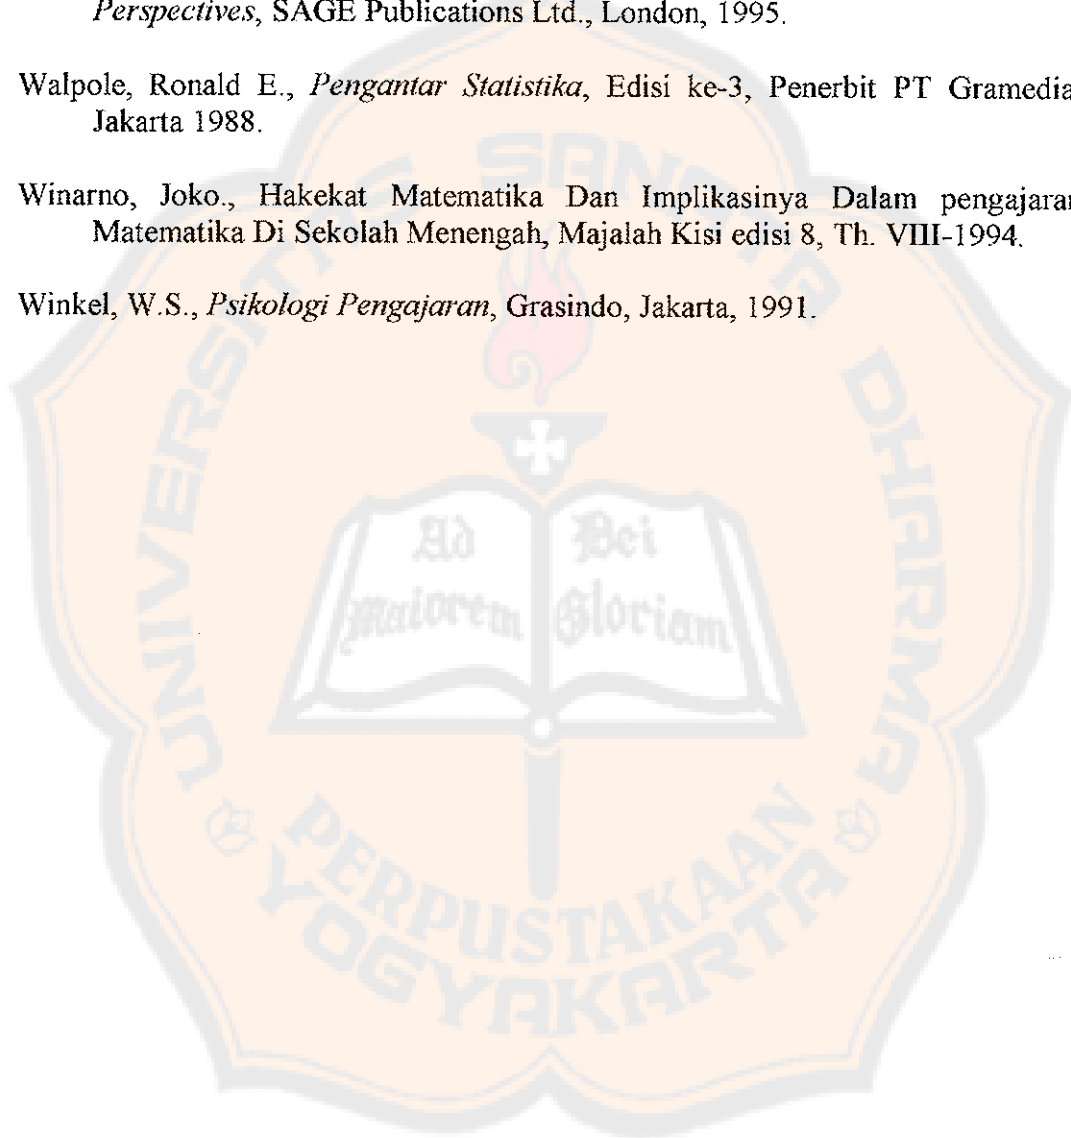 Perspectives, SAGE Publications Ltd., London, 1995.
Walpole, Ronald E., Pengantar Statistika, Edisi ke-3, Penerbit PT Gramedia
Jakarta 1988.
Winarno, Joko., Hakekat Matematika Dan Implikasinya Dalam pengajaran
Matematika Di Sekolah Menengah, Majalah Kisi edisi 8, Th. VIII-1994.
Winkel, W.S., Psikologi Pengajaran, Grasindo, Jakarta, 1991.
UNIVERSITAS SANATA DHARMA
Ad Dei
Maiorem Gloriam
PERPUSTAKAAN
YOGYAKARTA